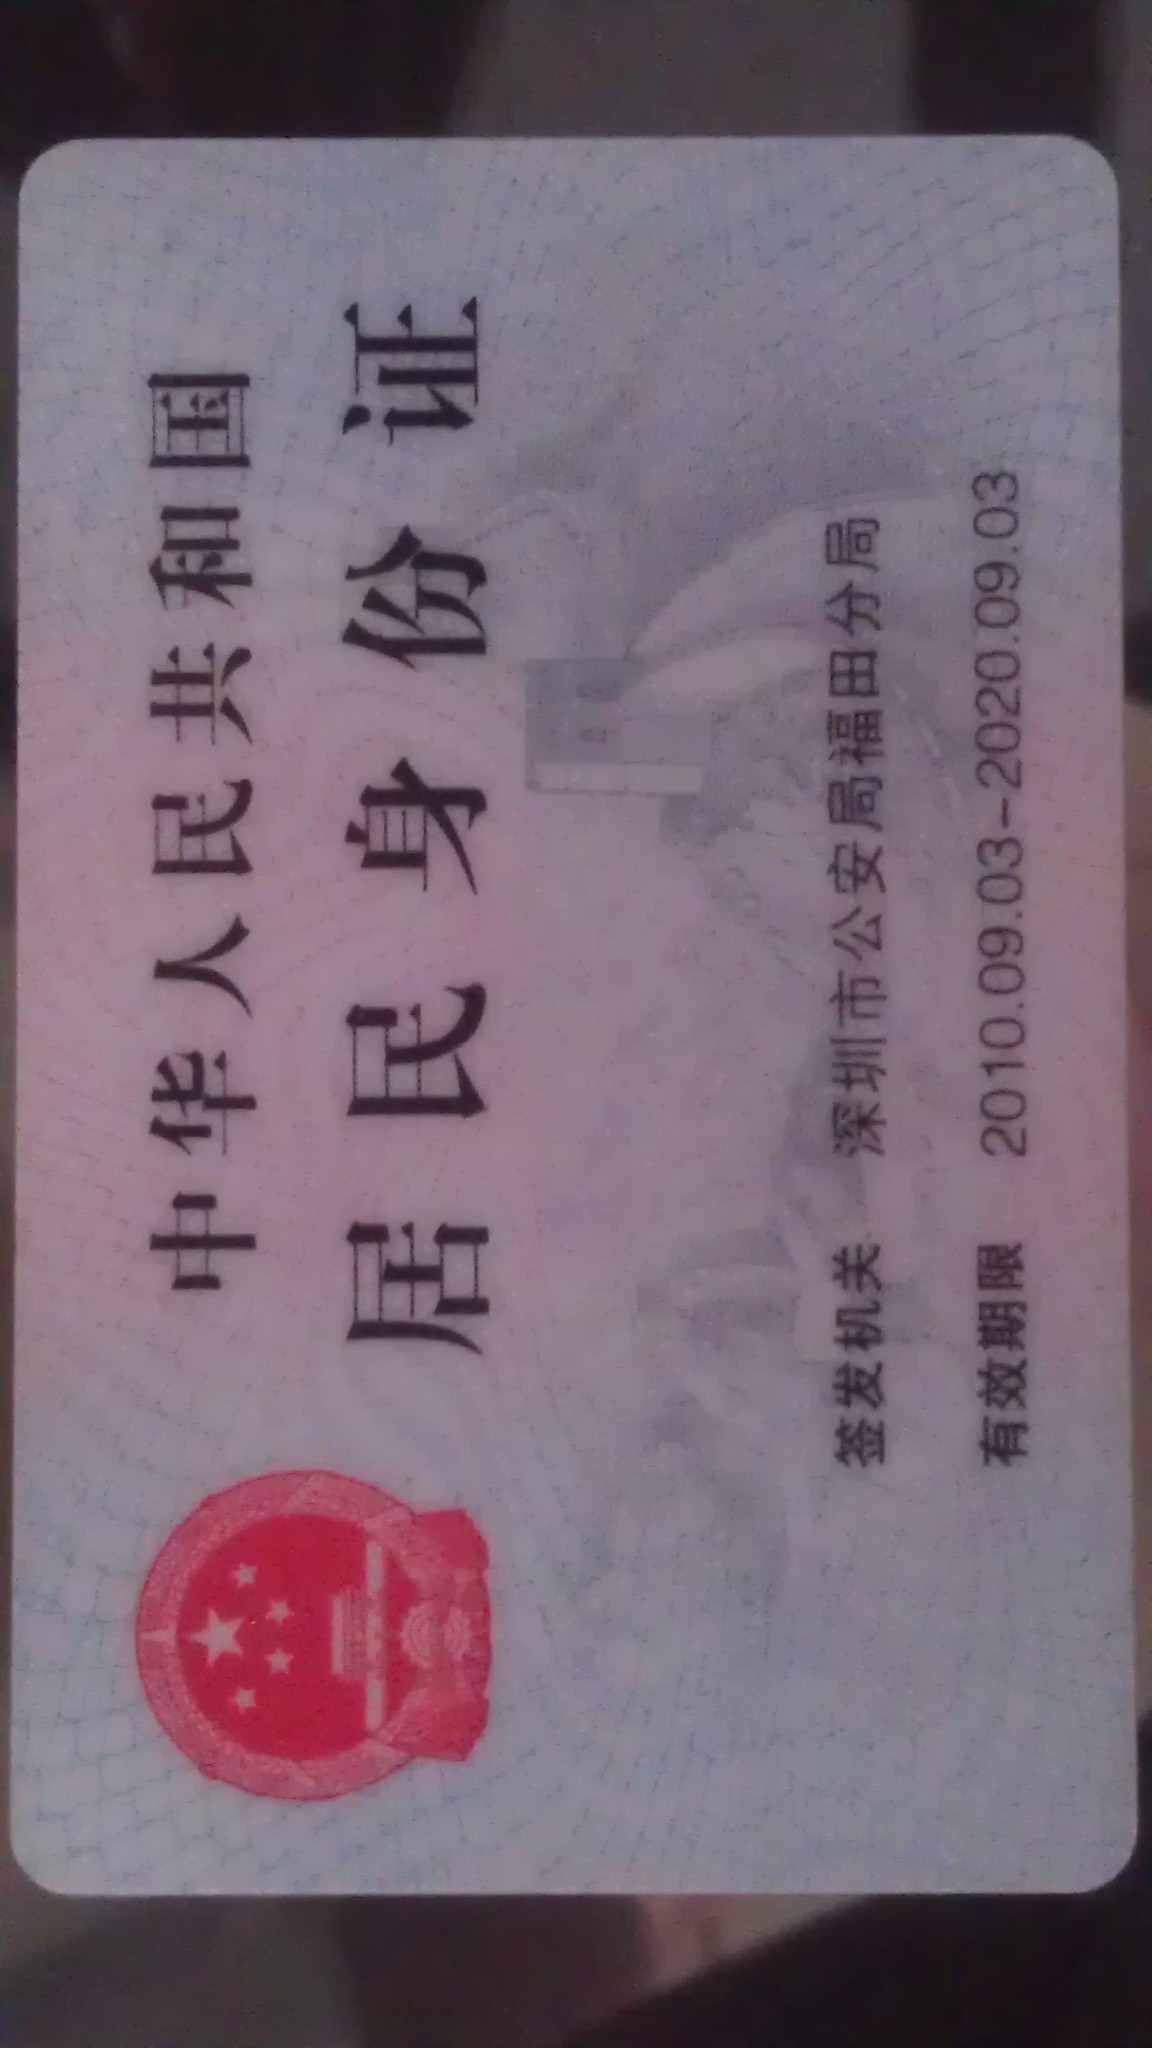 中华人民共和国
居民身份证
签发机关 深圳市公安局福田分局
有效期限 2010.09.03-2020.09.03